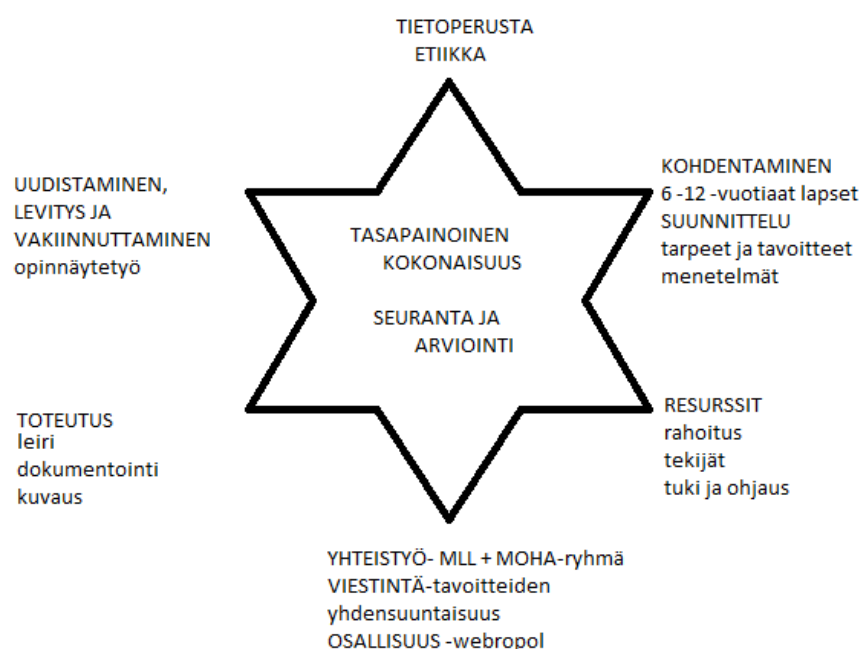 TIETOPERUSTA
ETIIKKA
UUDISTAMINEN,
LEVITYS JA
VAKIINNUTTAMINEN
opinnäytetyö
KOHDENTAMINEN
6 -12 -vuotiaat lapset
SUUNNITTELU
tarpeet ja tavoitteet
menetelmät
TASAPAINOINEN
KOKONAISUUS
SEURANTA JA
ARVIOINTI
TOTEUTUS
leiri
dokumentointi
kuvaus
RESURSSIT
rahoitus
tekijät
tuki ja ohjaus
YHTEISTYÖ- MLL + MOHA-ryhmä
VIESTINTÄ-tavoitteiden
yhdensuuntaisuus
OSALLISUUS -webropol